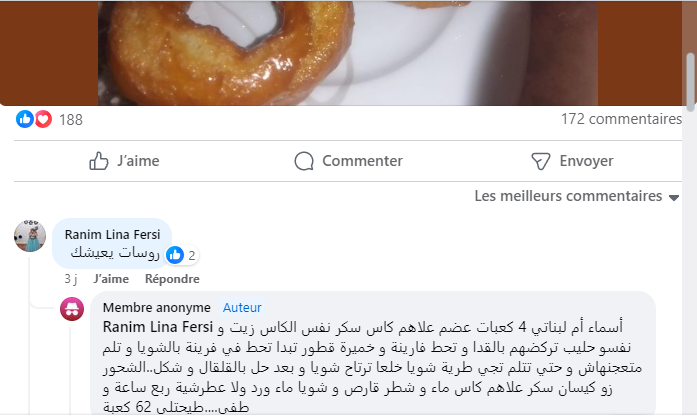 188
172 commentaires
J’aime
Commenter
Envoyer
Les meilleurs commentaires
Ranim Lina Fersi
روسات يعيشك
2
3 j J’aime Répondre
Membre anonyme Auteur
Ranim Lina Fersi أسماء أم لبناتي 4 كعبات عضم علاهم كاس سكر نفس الكاس زيت و
نفسو حليب تركضهم بالقدا و تحط فارينة و خميرة قطور تبدا تحط في فرينة بالشويا و تلم
متعجنهاش و حتي تتلم تجي طرية شويا خلعا ترتاح شويا و بعد حل بالقلقال و شكل..الشحور
زو كيسان سكر علاهم كاس ماء و شطر قارص و شويا ماء ورد ولا عطرشية ربع ساعة و
طفي....طيحتلي 62 كعبة